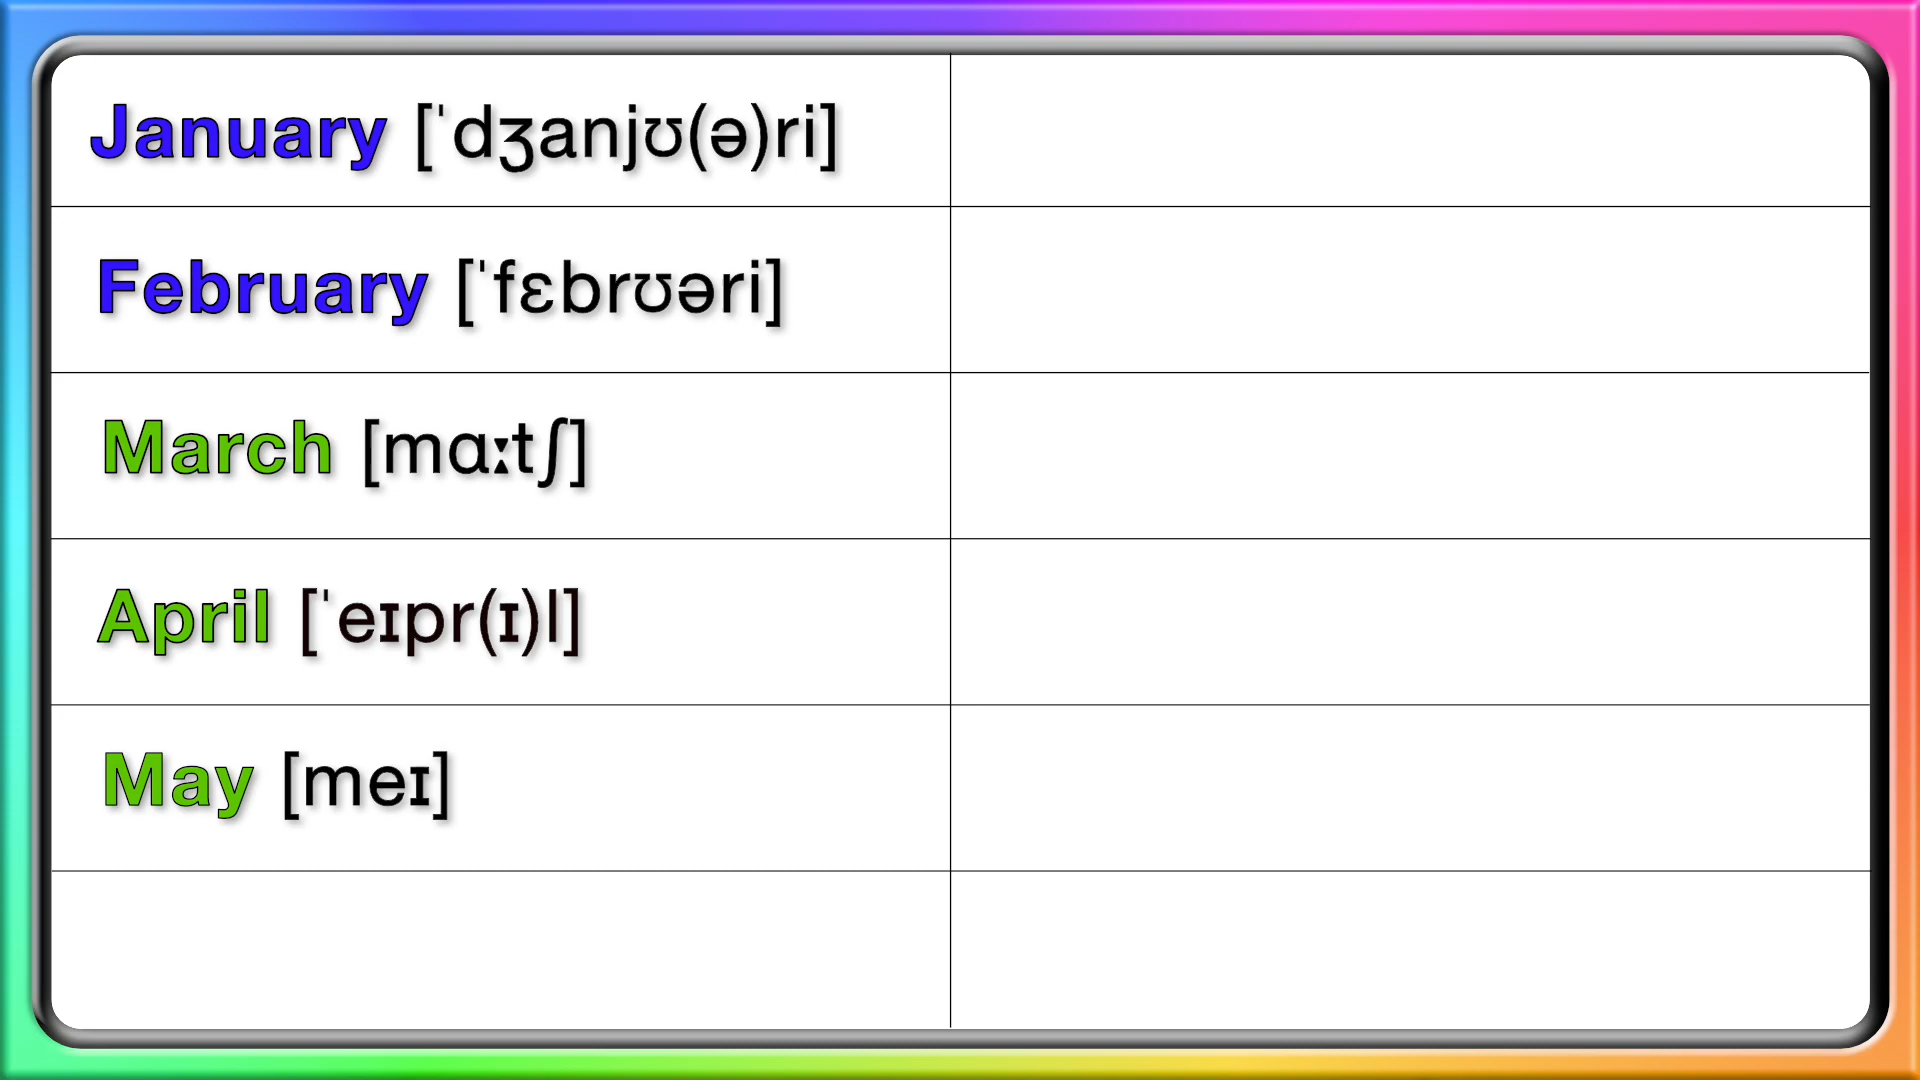 January [ˈdʒanjʊ(ə)ri]
February [ˈfɛbrʊəri]
March [mɑːtʃ]
April [ˈeɪpr(ɪ)l]
May [meɪ]